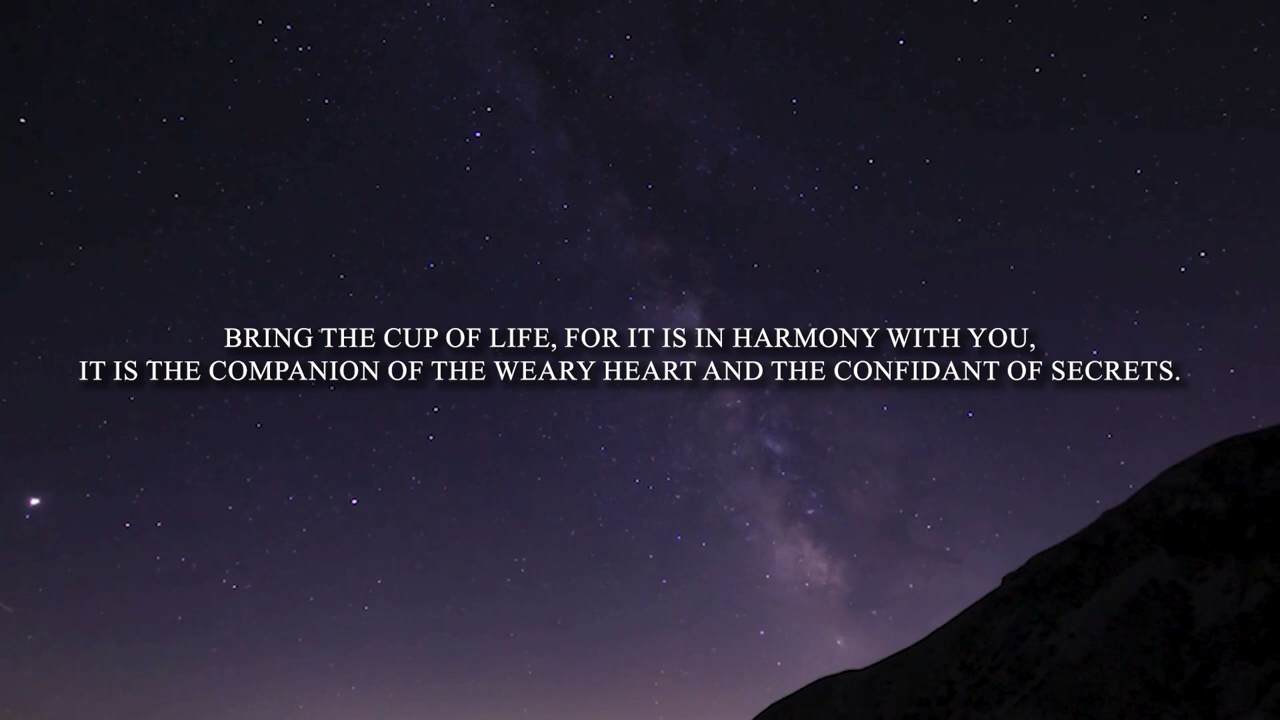 BRING THE CUP OF LIFE, FOR IT IS IN HARMONY WITH YOU,
IT IS THE COMPANION OF THE WEARY HEART AND THE CONFIDANT OF SECRETS.